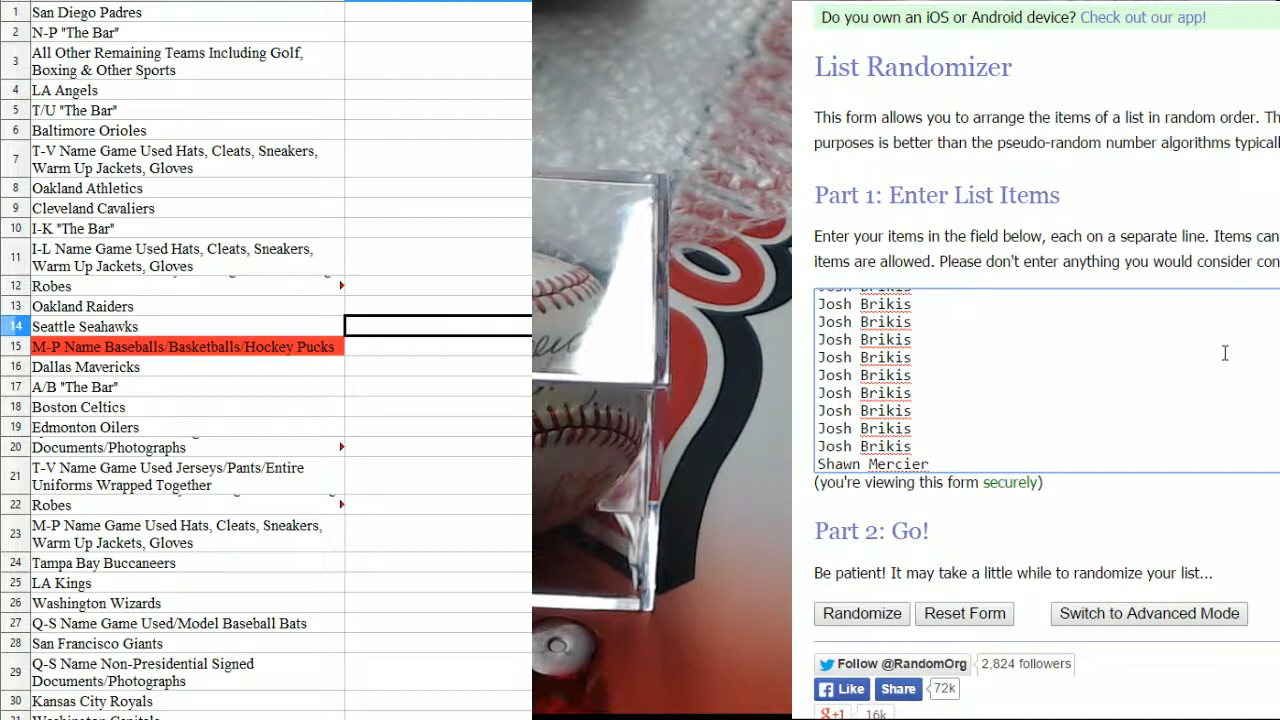 1 San Diego Padres
2 N-P "The Bar"
3 All Other Remaining Teams Including Golf,
Boxing & Other Sports
4 LA Angels
5 T/U "The Bar"
6 Baltimore Orioles
7 T-V Name Game Used Hats, Cleats, Sneakers,
Warm Up Jackets, Gloves
8 Oakland Athletics
9 Cleveland Cavaliers
10 I-K "The Bar"
11 I-L Name Game Used Hats, Cleats, Sneakers,
Warm Up Jackets, Gloves
12 Robes
13 Oakland Raiders
14 Seattle Seahawks
15 M-P Name Baseballs/Basketballs/Hockey Pucks
16 Dallas Mavericks
17 A/B "The Bar"
18 Boston Celtics
19 Edmonton Oilers
20 Documents/Photographs
21 T-V Name Game Used Jerseys/Pants/Entire
Uniforms Wrapped Together
22 Robes
23 M-P Name Game Used Hats, Cleats, Sneakers,
Warm Up Jackets, Gloves
24 Tampa Bay Buccaneers
25 LA Kings
26 Washington Wizards
27 Q-S Name Game Used/Model Baseball Bats
28 San Francisco Giants
29 Q-S Name Non-Presidential Signed
Documents/Photographs
30 Kansas City Royals
31 Washington Capitals
Do you own an iOS or Android device? Check out our app!
List Randomizer
This form allows you to arrange the items of a list in random order. Th
purposes is better than the pseudo-random number algorithms typicall
Part 1: Enter List Items
Enter your items in the field below, each on a separate line. Items can
items are allowed. Please don't enter anything you would consider con
Josh Brikis
Josh Brikis
Josh Brikis
Josh Brikis
Josh Brikis
Josh Brikis
Josh Brikis
Josh Brikis
Josh Brikis
Josh Brikis
Shawn Mercier
(you're viewing this form securely)
Part 2: Go!
Be patient! It may take a little while to randomize your list...
Randomize Reset Form Switch to Advanced Mode
Follow @RandomOrg 2,824 followers
Like Share 72k
g+1 16k